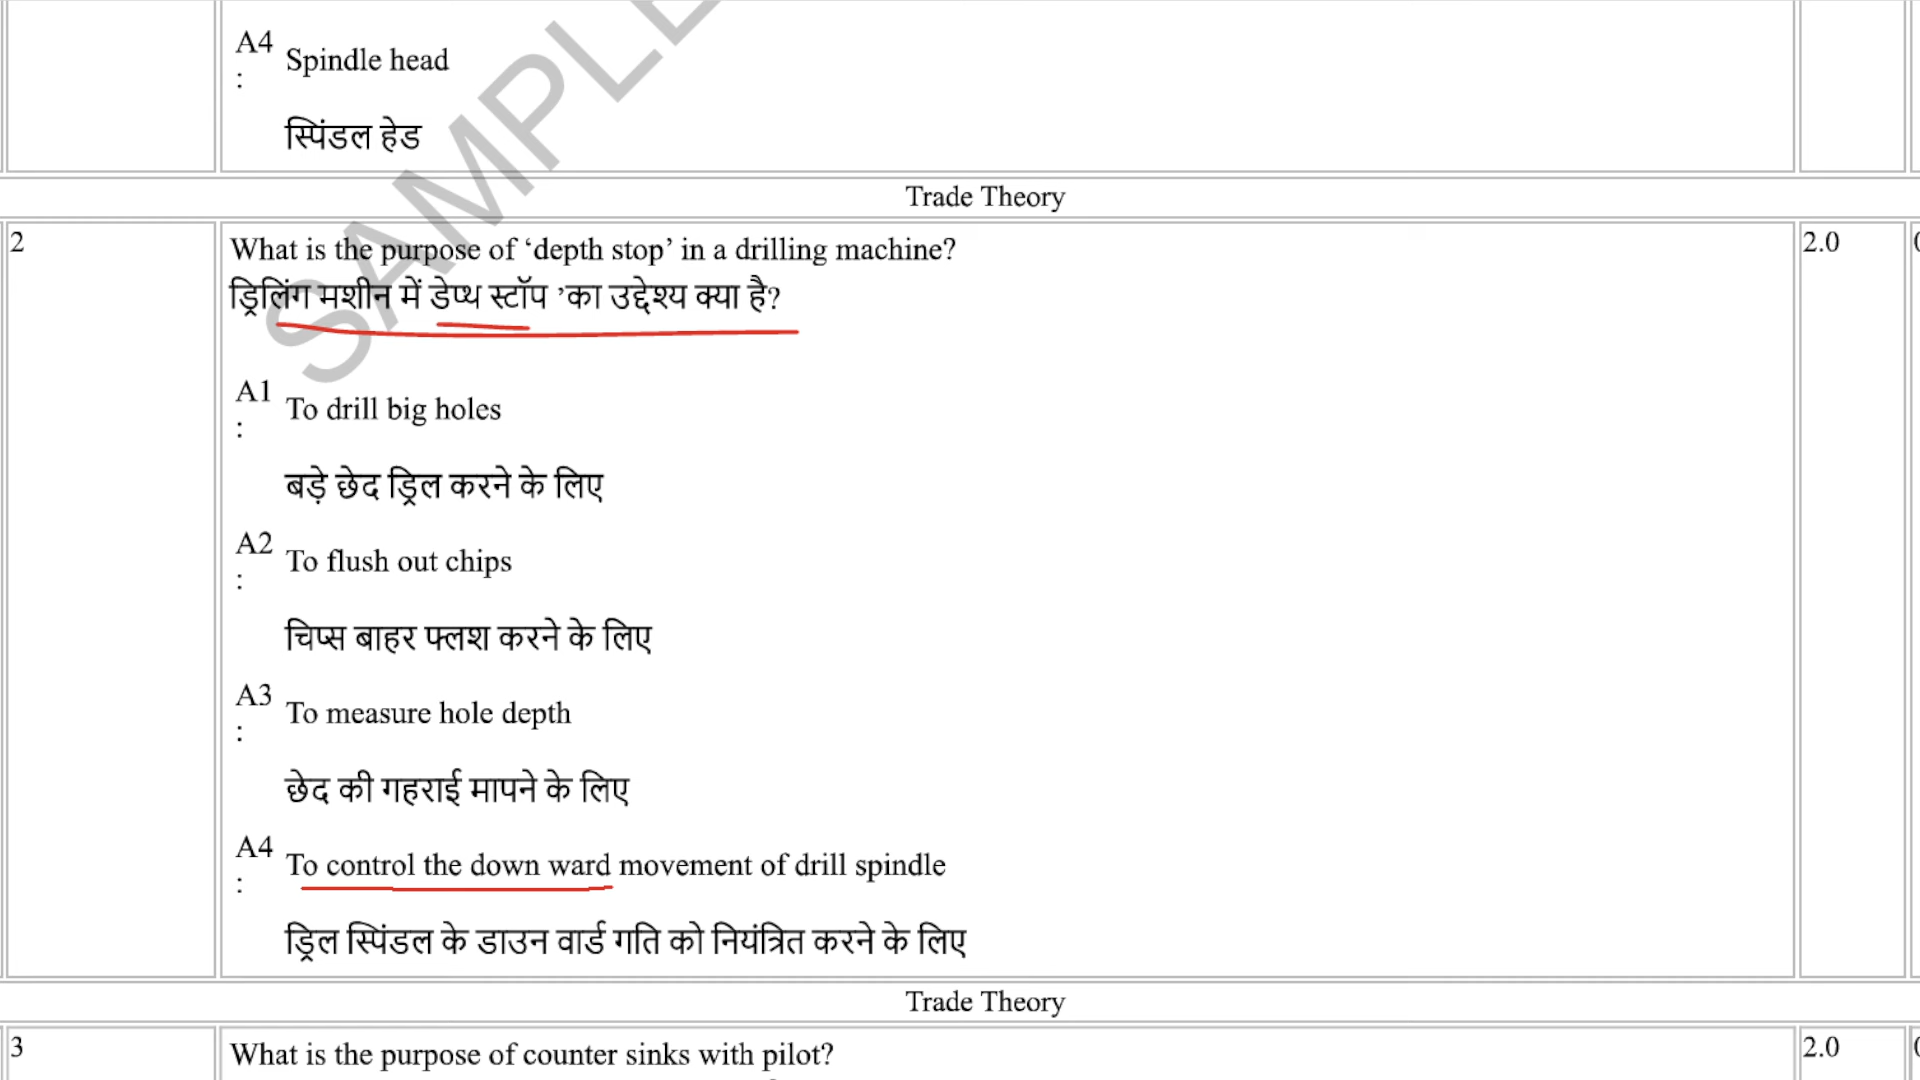 A4
:
Spindle head
स्पिंडल हेड
SAMPLE
Trade Theory
2
What is the purpose of ‘depth stop’ in a drilling machine?
2.0
ड्रिलिंग मशीन में डेप्थ स्टॉप ’का उद्देश्य क्या है?
A1
:
To drill big holes
बड़े छेद ड्रिल करने के लिए
A2
:
To flush out chips
चिप्स बाहर फ्लश करने के लिए
A3
:
To measure hole depth
छेद की गहराई मापने के लिए
A4
:
To control the down ward movement of drill spindle
ड्रिल स्पिंडल के डाउन वार्ड गति को नियंत्रित करने के लिए
Trade Theory
3
What is the purpose of counter sinks with pilot?
2.0